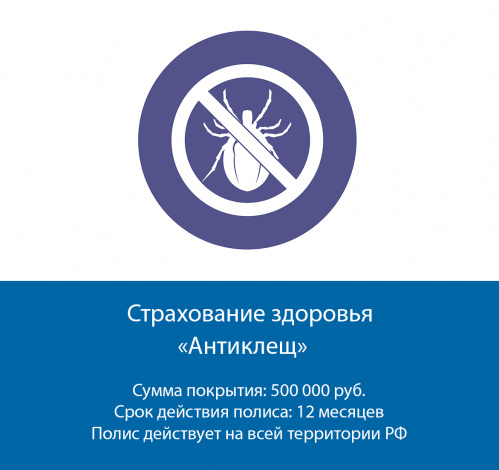 Страхование здоровья
«Антиклещ»
Сумма покрытия: 500 000 руб.
Срок действия полиса: 12 месяцев
Полис действует на всей территории РФ